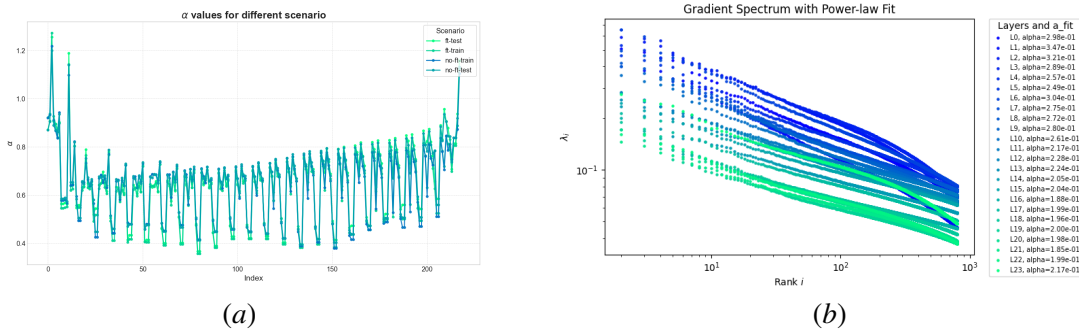 α values for different scenario
Scenario
ft-test
ft-train
no-ft-train
no-ft-test
1.2
1.0
0.8
0.6
0.4
α
0
50
100
150
200
Index
(a)
Gradient Spectrum with Power-law Fit
λi
10⁻¹
10¹
10²
10³
Rank i
Layers and a_fit
L0, alpha=2.98e-01
L1, alpha=3.47e-01
L2, alpha=3.21e-01
L3, alpha=2.89e-01
L4, alpha=2.57e-01
L5, alpha=2.49e-01
L6, alpha=3.04e-01
L7, alpha=2.75e-01
L8, alpha=2.72e-01
L9, alpha=2.80e-01
L10, alpha=2.61e-01
L11, alpha=2.17e-01
L12, alpha=2.28e-01
L13, alpha=2.24e-01
L14, alpha=2.05e-01
L15, alpha=2.04e-01
L16, alpha=1.88e-01
L17, alpha=1.99e-01
L18, alpha=1.96e-01
L19, alpha=2.00e-01
L20, alpha=1.98e-01
L21, alpha=1.85e-01
L22, alpha=1.99e-01
L23, alpha=2.17e-01
(b)